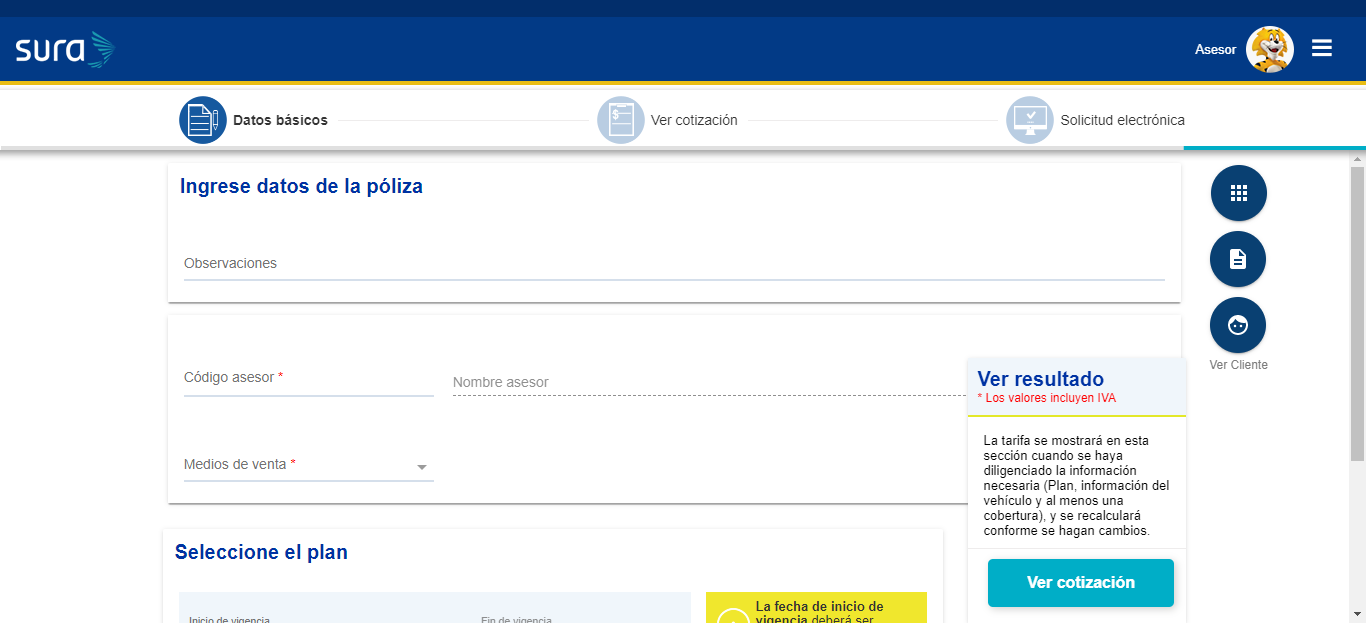 sura
Asesor
Datos básicos
Ver cotización
Solicitud electrónica
Ingrese datos de la póliza
Observaciones
Ver Cliente
Código asesor *
Nombre asesor
Medios de venta *
Ver resultado
* Los valores incluyen IVA
La tarifa se mostrará en esta
sección cuando se haya
diligenciado la información
necesaria (Plan, información del
vehículo y al menos una
cobertura), y se recalculará
conforme se hagan cambios.
Ver cotización
Seleccione el plan
Inicio de vigencia
Fin de vigencia
La fecha de inicio de
vigencia deberá ser